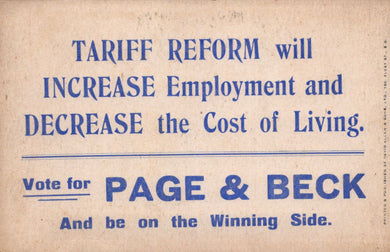 TARIFF REFORM will
INCREASE Employment and
DECREASE the Cost of Living.
Vote for PAGE & BECK
And be on the Winning Side.